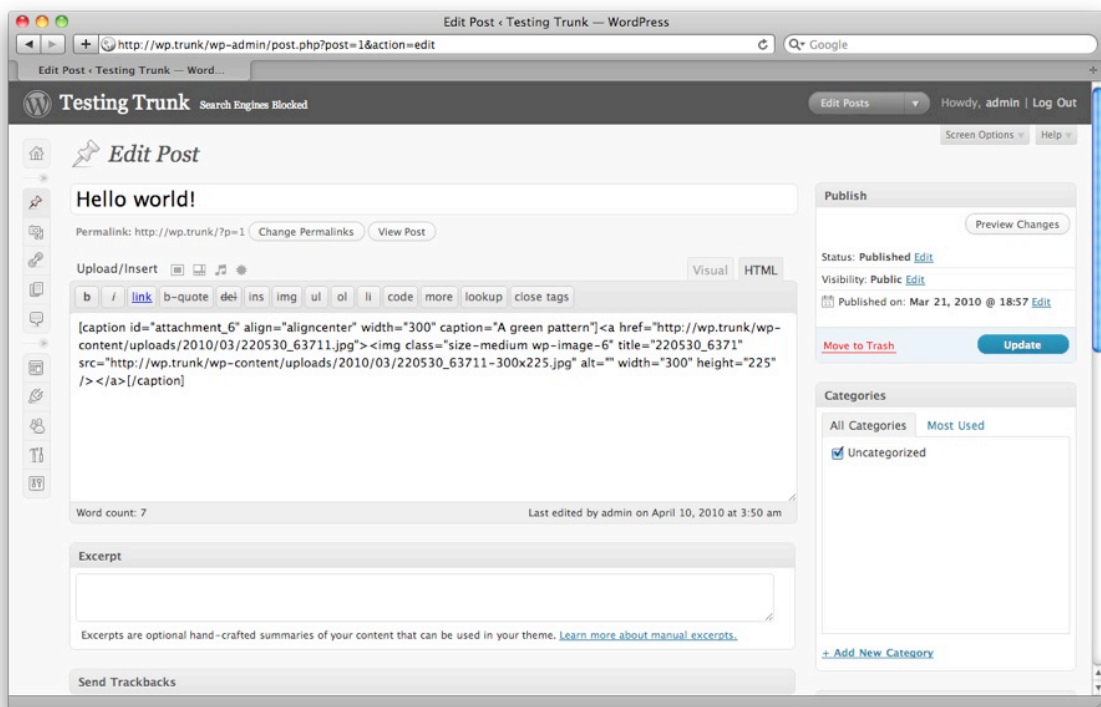 Edit Post ‹ Testing Trunk — WordPress
http://wp.trunk/wp-admin/post.php?post=1&action=edit
Google
Edit Post ‹ Testing Trunk — Word...
Testing Trunk Search Engines Blocked
Edit Posts
Howdy, admin | Log Out
Screen Options
Help
Edit Post
Hello world!
Permalink: http://wp.trunk/?p=1 Change Permalinks View Post
Upload/Insert
Visual HTML
b i link b-quote del ins img ul ol li code more lookup close tags
[caption id="attachment_6" align="aligncenter" width="300" caption="A green pattern"]<a href="http://wp.trunk/wp-
content/uploads/2010/03/220530_63711.jpg"><img class="size-medium wp-image-6" title="220530_6371"
src="http://wp.trunk/wp-content/uploads/2010/03/220530_63711-300x225.jpg" alt="" width="300" height="225"
/></a>[/caption]
Word count: 7
Last edited by admin on April 10, 2010 at 3:50 am
Excerpt
Excerpts are optional hand-crafted summaries of your content that can be used in your theme. Learn more about manual excerpts.
Send Trackbacks
Publish
Preview Changes
Status: Published Edit
Visibility: Public Edit
Published on: Mar 21, 2010 @ 18:57 Edit
Move to Trash
Update
Categories
All Categories Most Used
Uncategorized
+ Add New Category